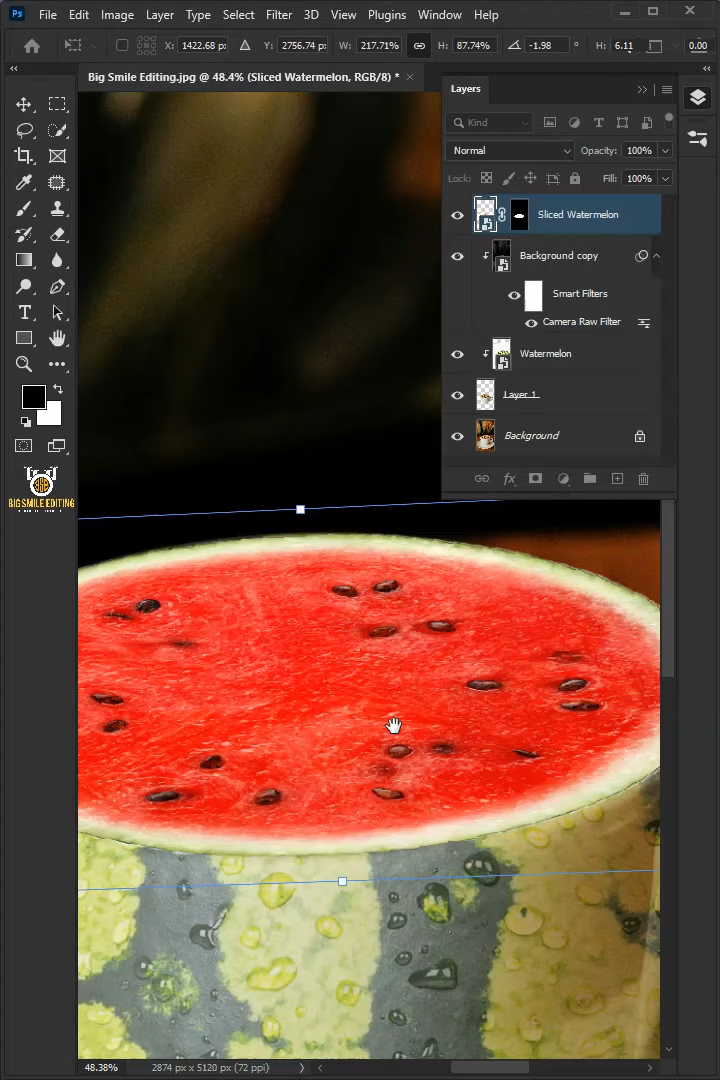 Ps File Edit Image Layer Type Select Filter 3D View Plugins Window Help
X: 1422.68 px Y: 2756.74 px W: 217.71% H: 87.74% -1.98 ° H: 6.11 0.00
Big Smile Editing.jpg @ 48.4% (Sliced Watermelon, RGB/8) *
Layers
Kind
Normal Opacity: 100%
Lock: Fill: 100%
Sliced Watermelon
Background copy
Smart Filters
Camera Raw Filter
Watermelon
Layer 1
Background
fx
BIG SMILE EDITING
48.38% 2874 px x 5120 px (72 ppi)